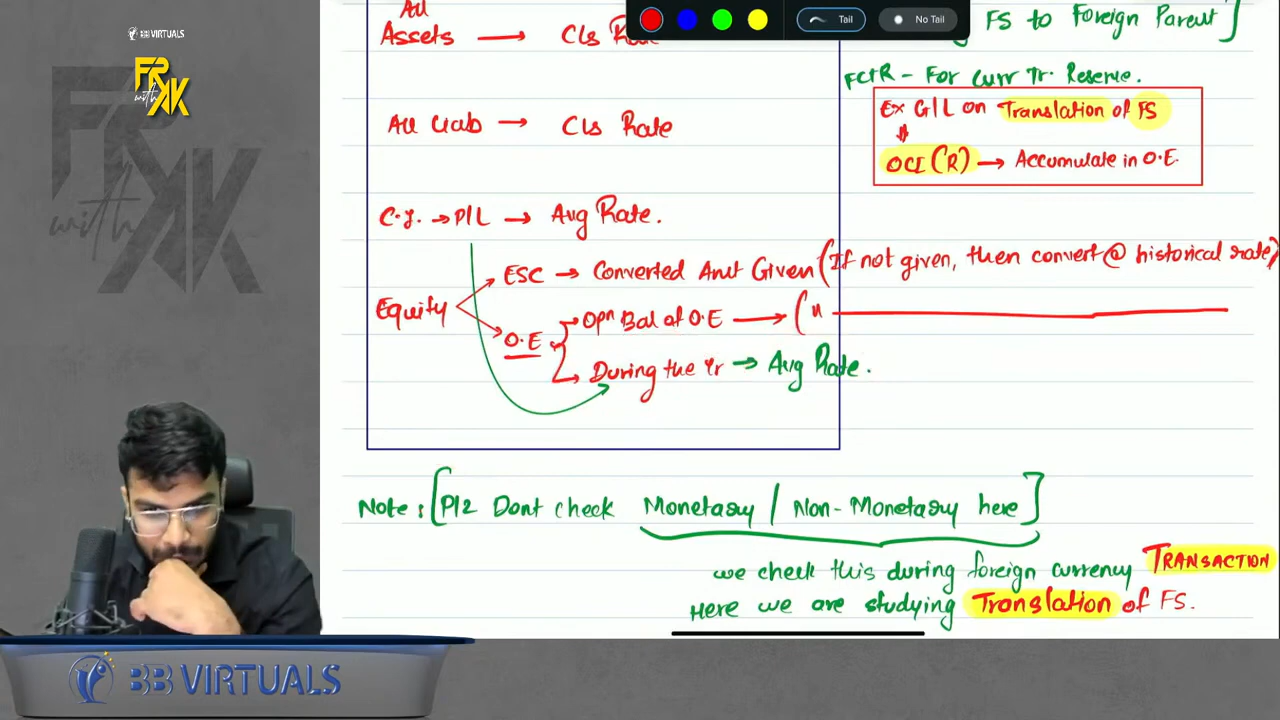 BB VIRTUALS
FR
with
AK
FR
with
AK
Tail
No Tail
All
Assets → Cls Rate
FS to Foreign Parent]
FCTR - For Curr Tr. Reserve.
Ex G/L on Translation of FS
OCI (R) → Accumulate in O.E.
All Liab → Cls Rate
C.Y. → P/L → Avg Rate.
Equity
ESC → Converted Amt Given (If not given, then convert @ historical rate)
O.E
Opn Bal of O.E → ( "
During the Yr → Avg Rate.
Note: [Plz Dont check Monetary / Non-Monetary here]
we check this during foreign currency TRANSACTION
Here we are studying Translation of FS.
BB VIRTUALS